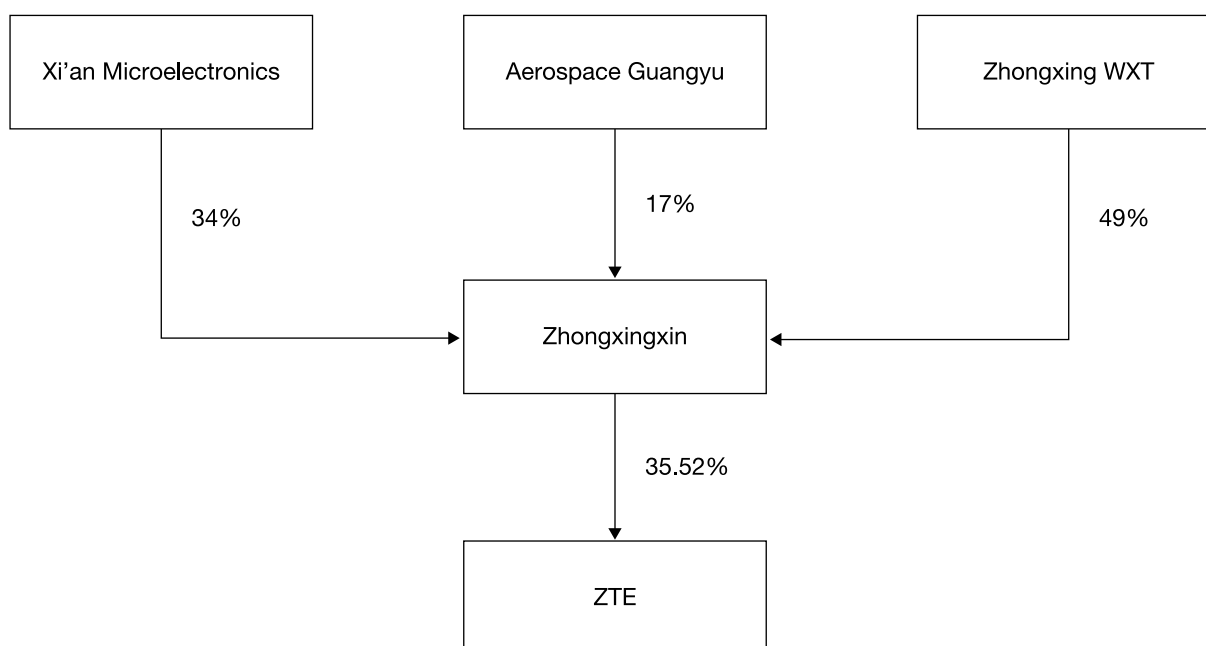 Xi’an Microelectronics
Aerospace Guangyu
Zhongxing WXT
34%
17%
49%
Zhongxingxin
35.52%
ZTE